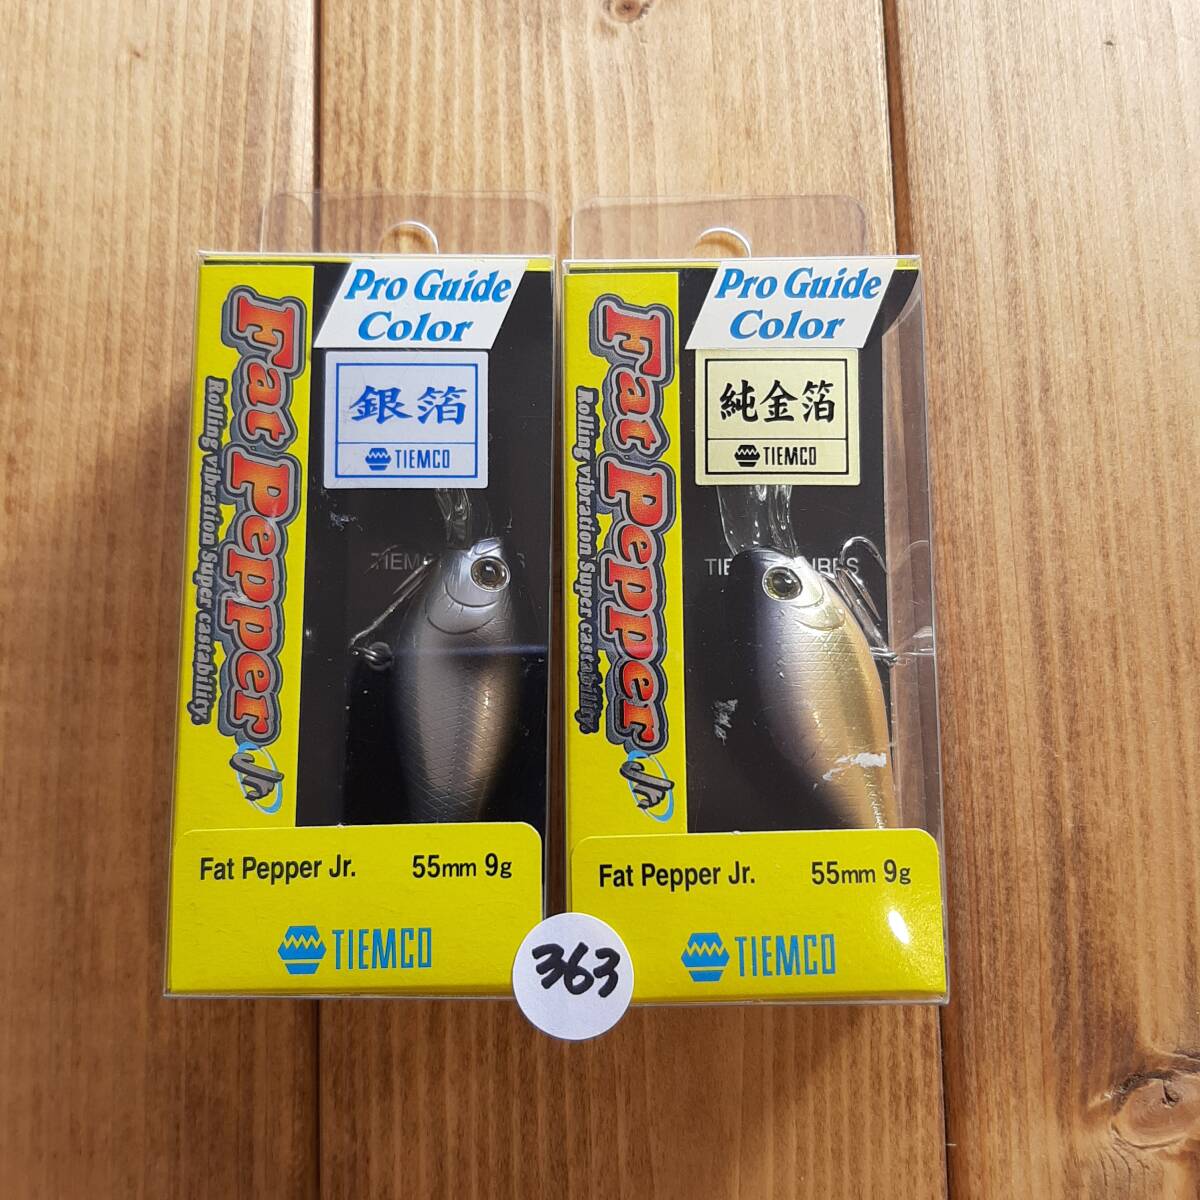 Pro Guide
Color
銀箔
TIEMCO
Fat Pepper Jr.
Rolling vibration Super castability.
Fat Pepper Jr. 55mm 9g
TIEMCO
Pro Guide
Color
純金箔
TIEMCO
Fat Pepper Jr.
Rolling vibration Super castability.
Fat Pepper Jr. 55mm 9g
TIEMCO
363